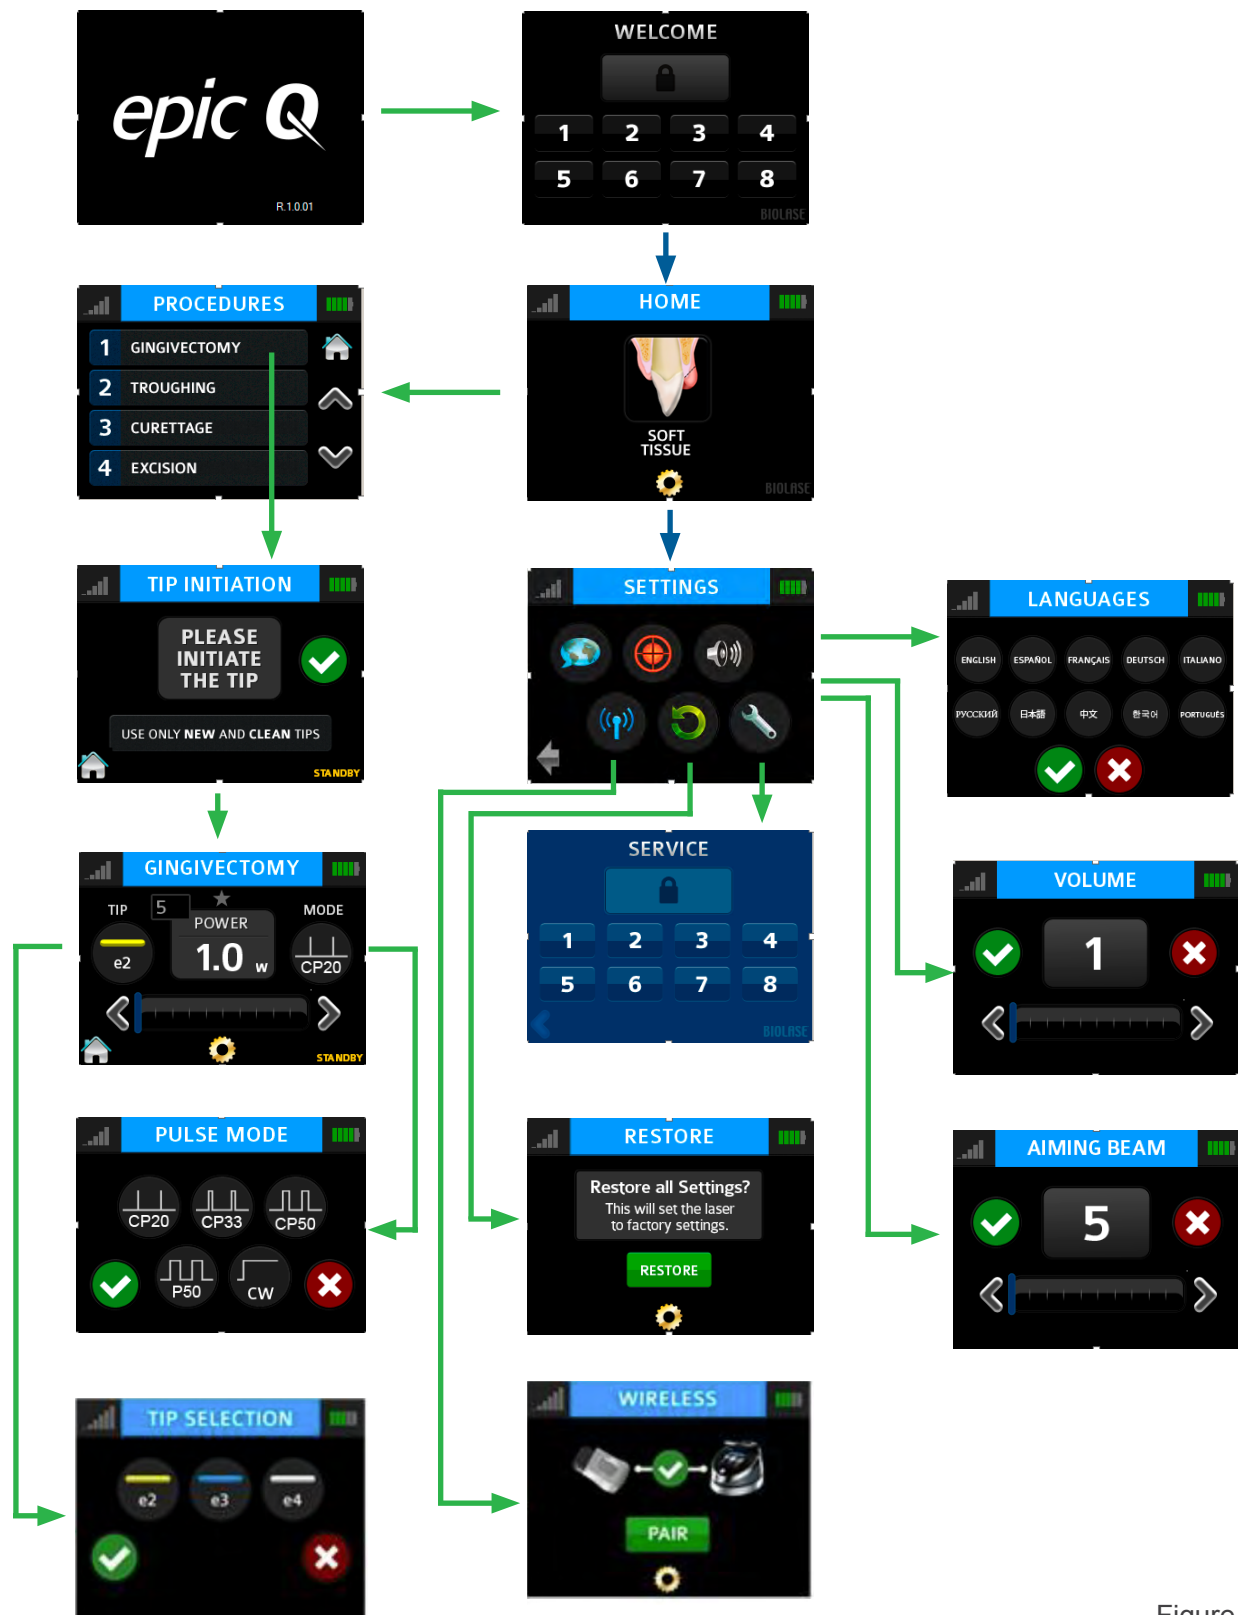 epic Q
R.1.0.01
WELCOME
1 2 3 4
5 6 7 8
BIOLASE
PROCEDURES
1 GINGIVECTOMY
2 TROUGHING
3 CURETTAGE
4 EXCISION
HOME
SOFT
TISSUE
BIOLASE
TIP INITIATION
PLEASE
INITIATE
THE TIP
USE ONLY NEW AND CLEAN TIPS
STANDBY
SETTINGS
LANGUAGES
ENGLISH ESPAÑOL FRANÇAIS DEUTSCH ITALIANO
РУССКИЙ 日本語 中文 한국어 PORTUGUÊS
GINGIVECTOMY
TIP 5 POWER MODE
e2 1.0 W CP20
STANDBY
SERVICE
1 2 3 4
5 6 7 8
BIOLASE
VOLUME
1
PULSE MODE
CP20 CP33 CP50
P50 CW
RESTORE
Restore all Settings?
This will set the laser
to factory settings.
RESTORE
AIMING BEAM
5
TIP SELECTION
e2 e3 e4
WIRELESS
PAIR
Figure